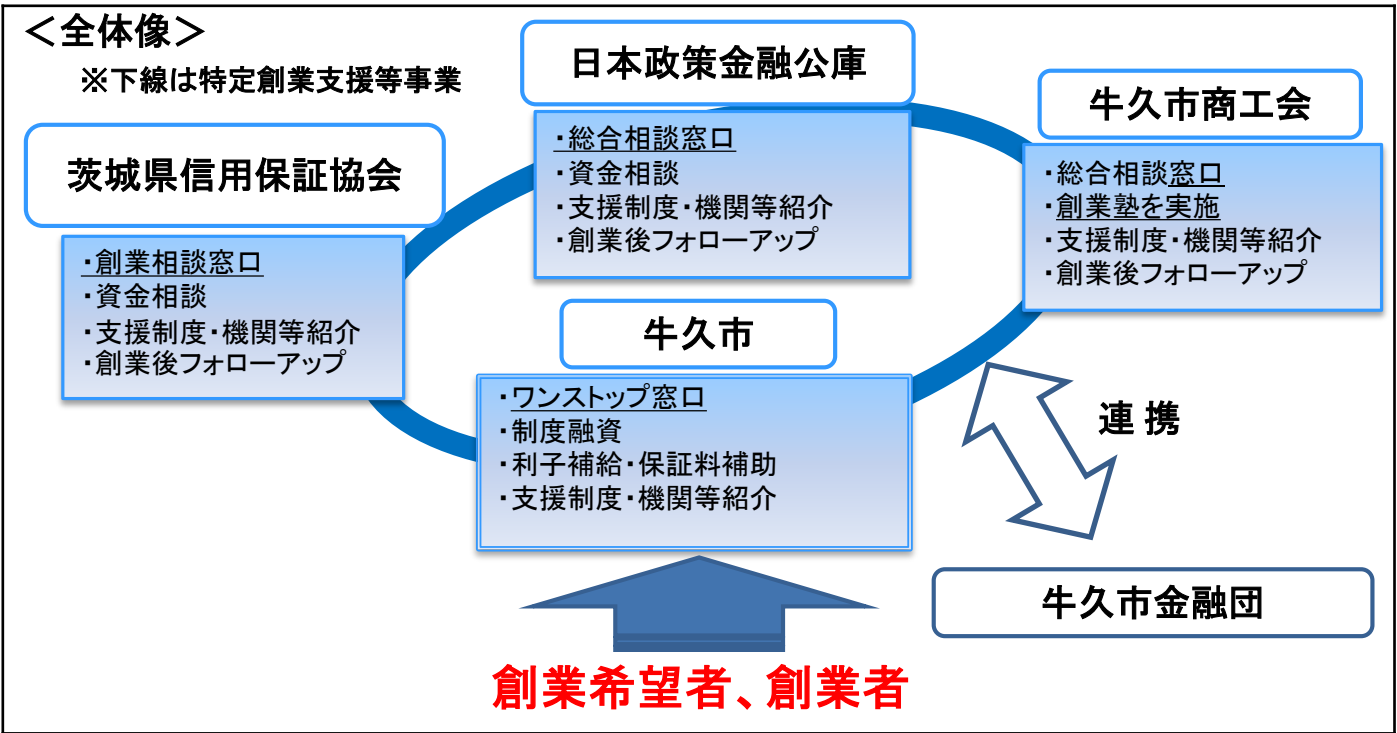 ＜全体像＞
※下線は特定創業支援等事業
日本政策金融公庫
・総合相談窓口
・資金相談
・支援制度・機関等紹介
・創業後フォローアップ
牛久市商工会
・総合相談窓口
・創業塾を実施
・支援制度・機関等紹介
・創業後フォローアップ
茨城県信用保証協会
・創業相談窓口
・資金相談
・支援制度・機関等紹介
・創業後フォローアップ
牛久市
・ワンストップ窓口
・制度融資
・利子補給・保証料補助
・支援制度・機関等紹介
連 携
牛久市金融団
創業希望者、創業者